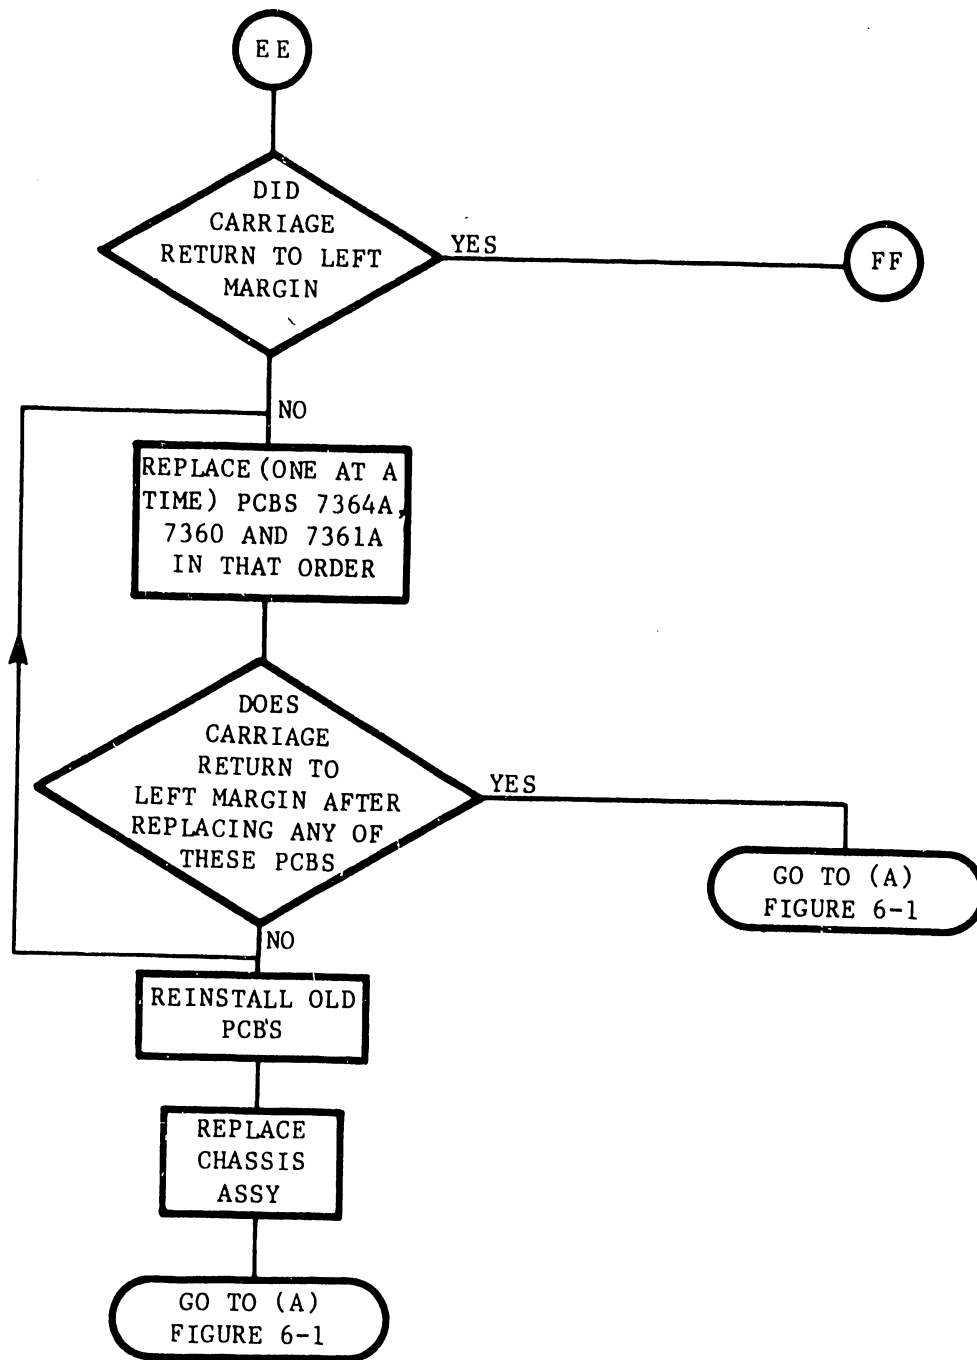 EE
DID
CARRIAGE
RETURN TO LEFT
MARGIN
YES
FF
NO
REPLACE (ONE AT A
TIME) PCBS 7364A,
7360 AND 7361A
IN THAT ORDER
DOES
CARRIAGE
RETURN TO
LEFT MARGIN AFTER
REPLACING ANY OF
THESE PCBS
YES
GO TO (A)
FIGURE 6-1
NO
REINSTALL OLD
PCB'S
REPLACE
CHASSIS
ASSY
GO TO (A)
FIGURE 6-1